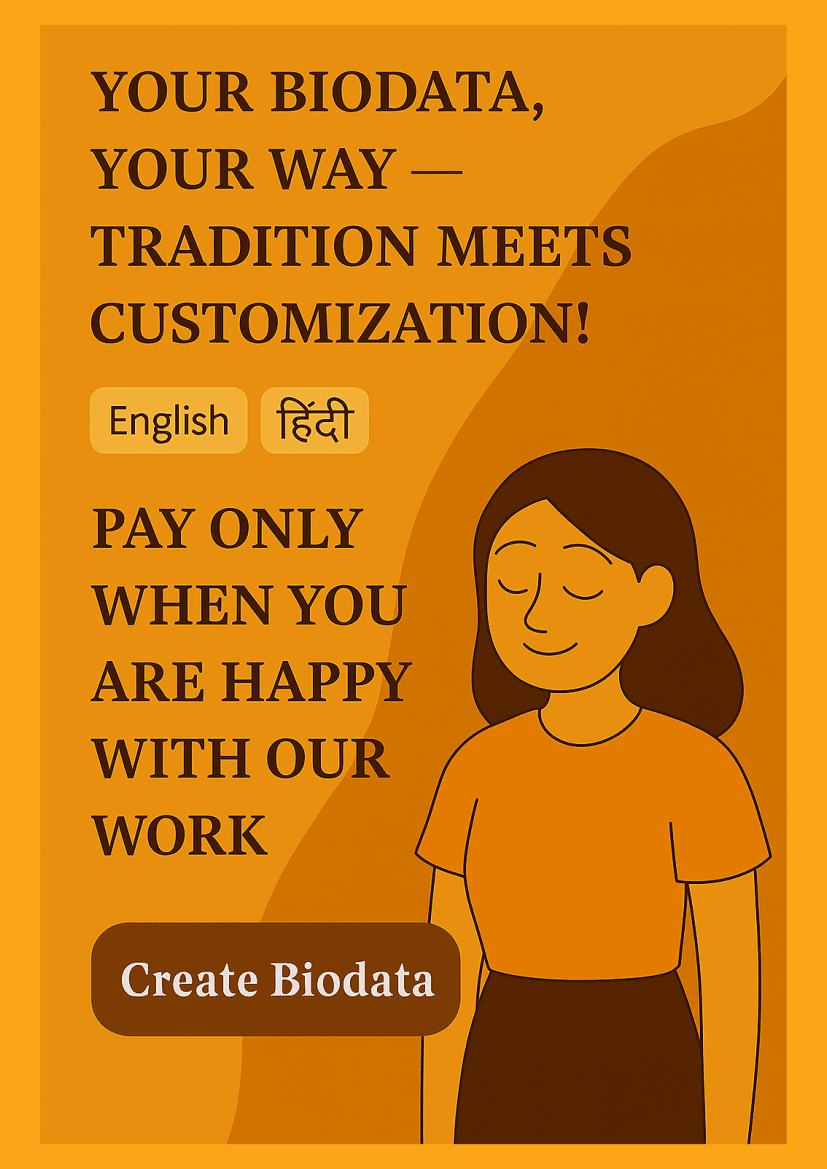 YOUR BIODATA,
YOUR WAY —
TRADITION MEETS
CUSTOMIZATION!
English हिंदी
PAY ONLY
WHEN YOU
ARE HAPPY
WITH OUR
WORK
Create Biodata